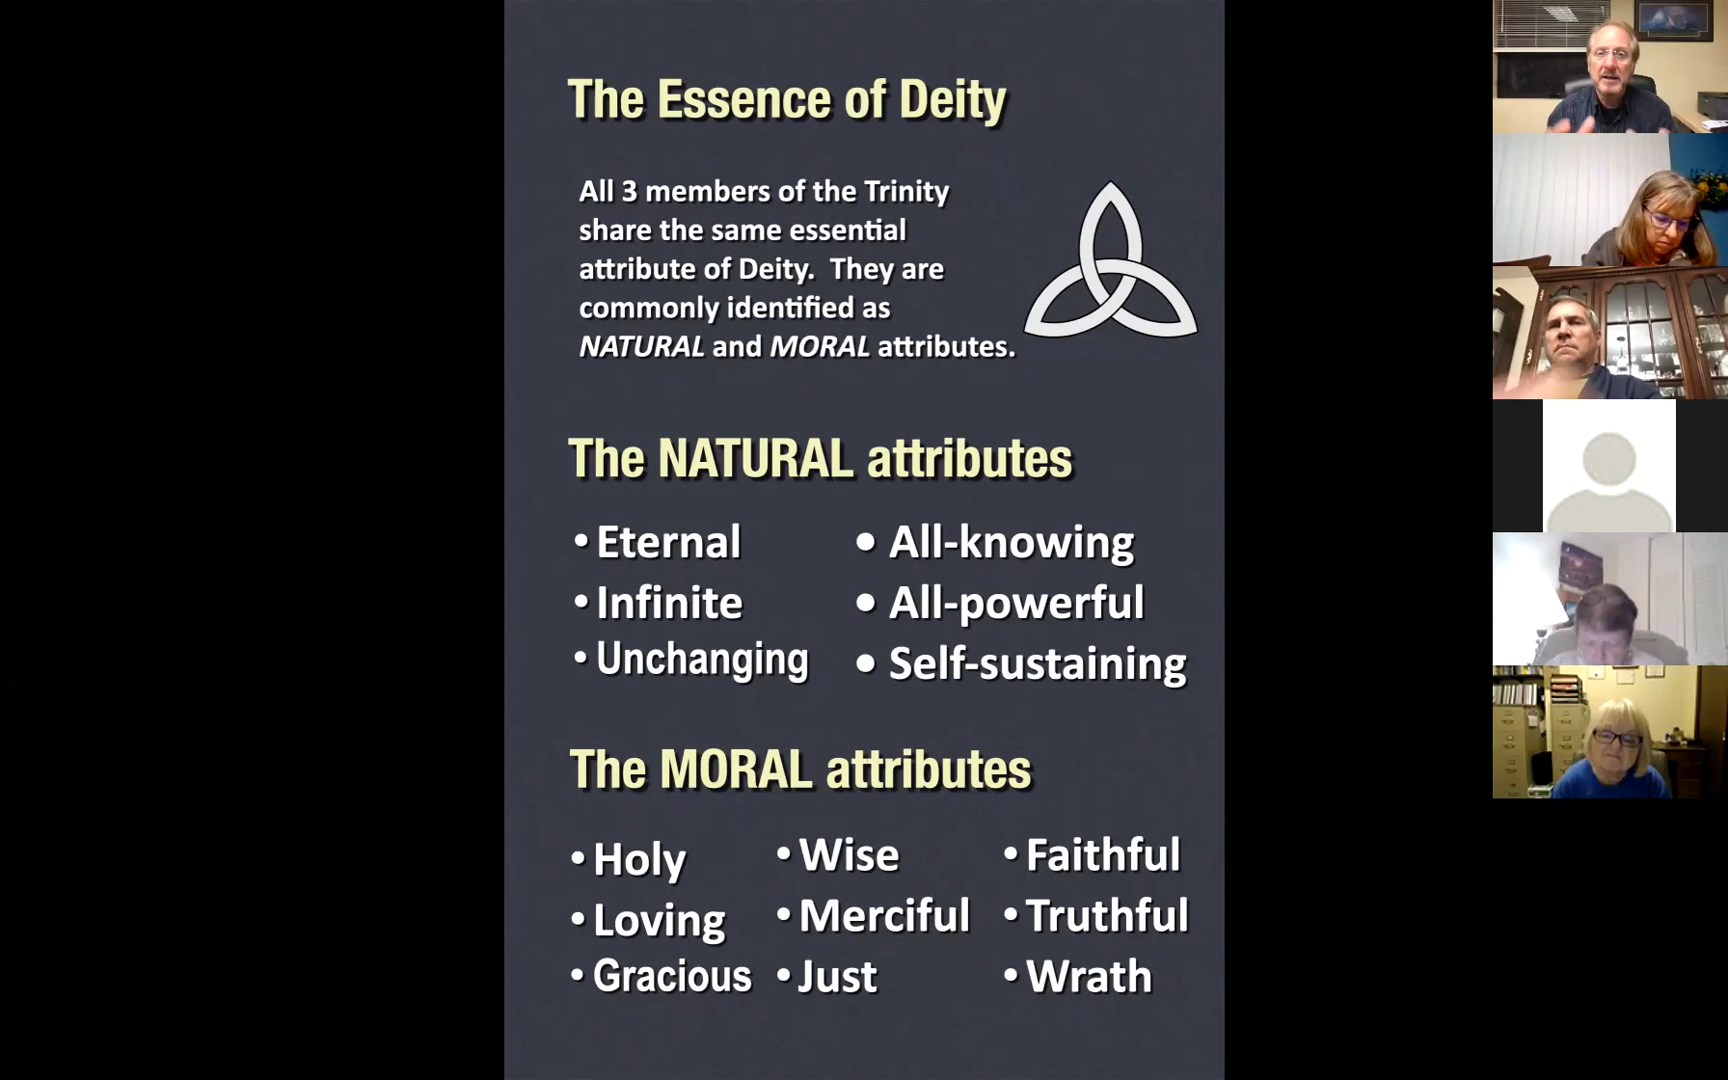 The Essence of Deity
All 3 members of the Trinity
share the same essential
attribute of Deity.  They are
commonly identified as
NATURAL and MORAL attributes.
The NATURAL attributes
• Eternal
• Infinite
• Unchanging
• All-knowing
• All-powerful
• Self-sustaining
The MORAL attributes
• Holy
• Loving
• Gracious
• Wise
• Merciful
• Just
• Faithful
• Truthful
• Wrath